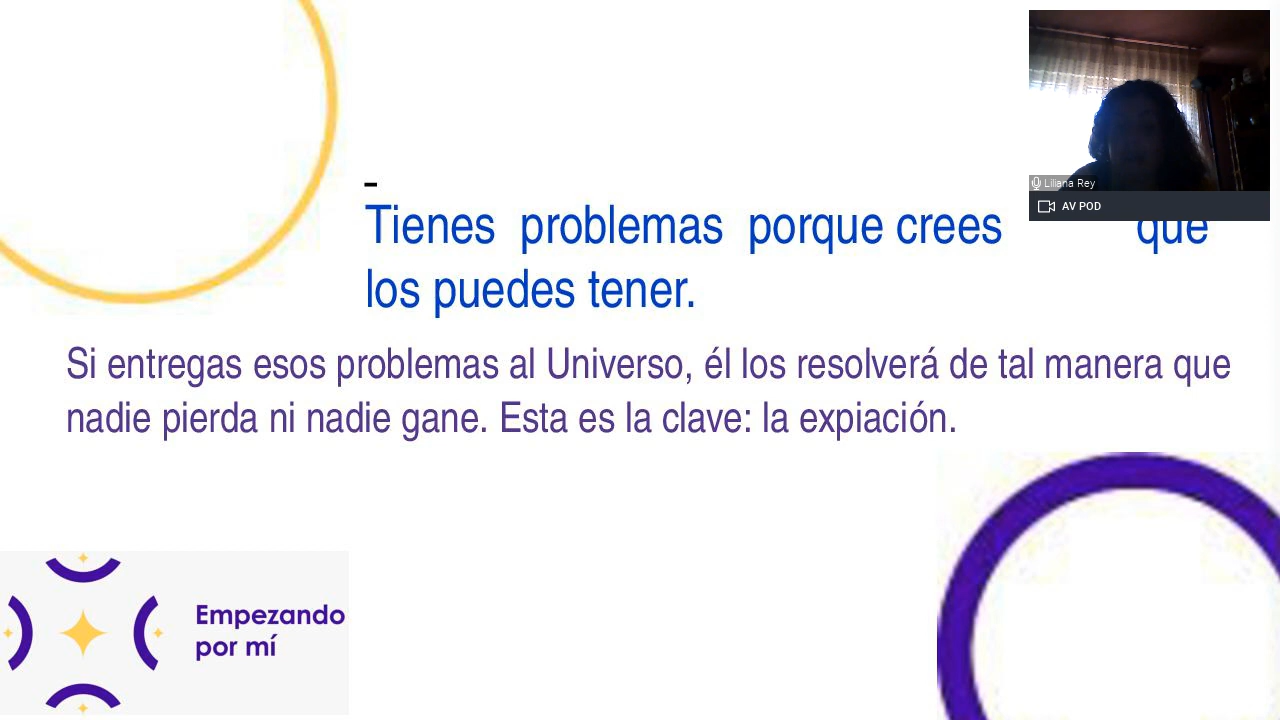 Liliana Rey
AV POD
-
Tienes problemas porque crees que
los puedes tener.
Si entregas esos problemas al Universo, él los resolverá de tal manera que
nadie pierda ni nadie gane. Esta es la clave: la expiación.
Empezando
por mí